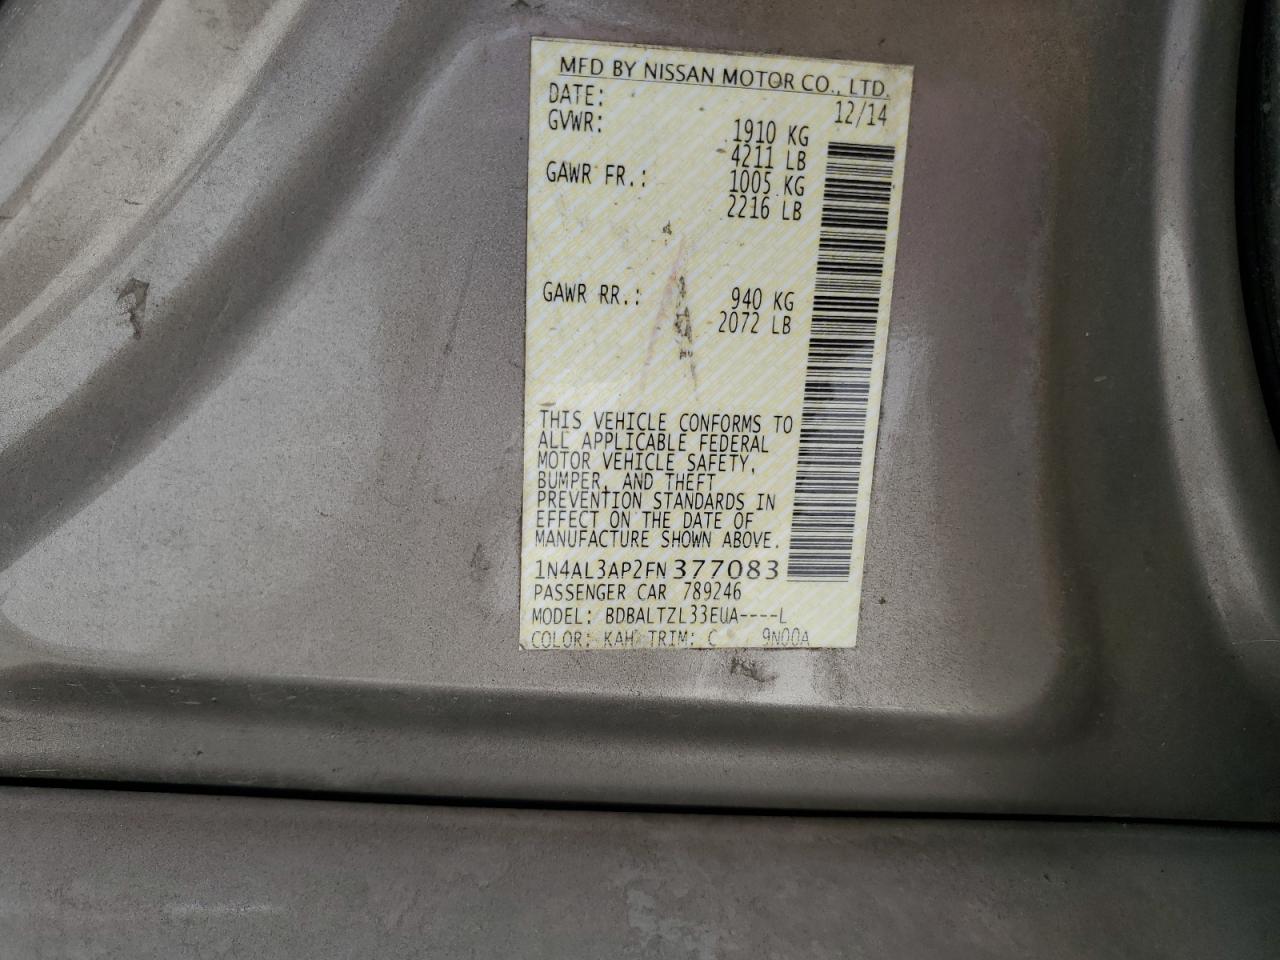 MFD BY NISSAN MOTOR CO., LTD.
DATE: 12/14
GVWR: 1910 KG
4211 LB
GAWR FR.: 1005 KG
2216 LB
GAWR RR.: 940 KG
2072 LB
THIS VEHICLE CONFORMS TO
ALL APPLICABLE FEDERAL
MOTOR VEHICLE SAFETY,
BUMPER, AND THEFT
PREVENTION STANDARDS IN
EFFECT ON THE DATE OF
MANUFACTURE SHOWN ABOVE.
1N4AL3AP2FN377083
PASSENGER CAR 789246
MODEL: BDBALTZL33EUA----L
COLOR: KAH TRIM: C 9N00A